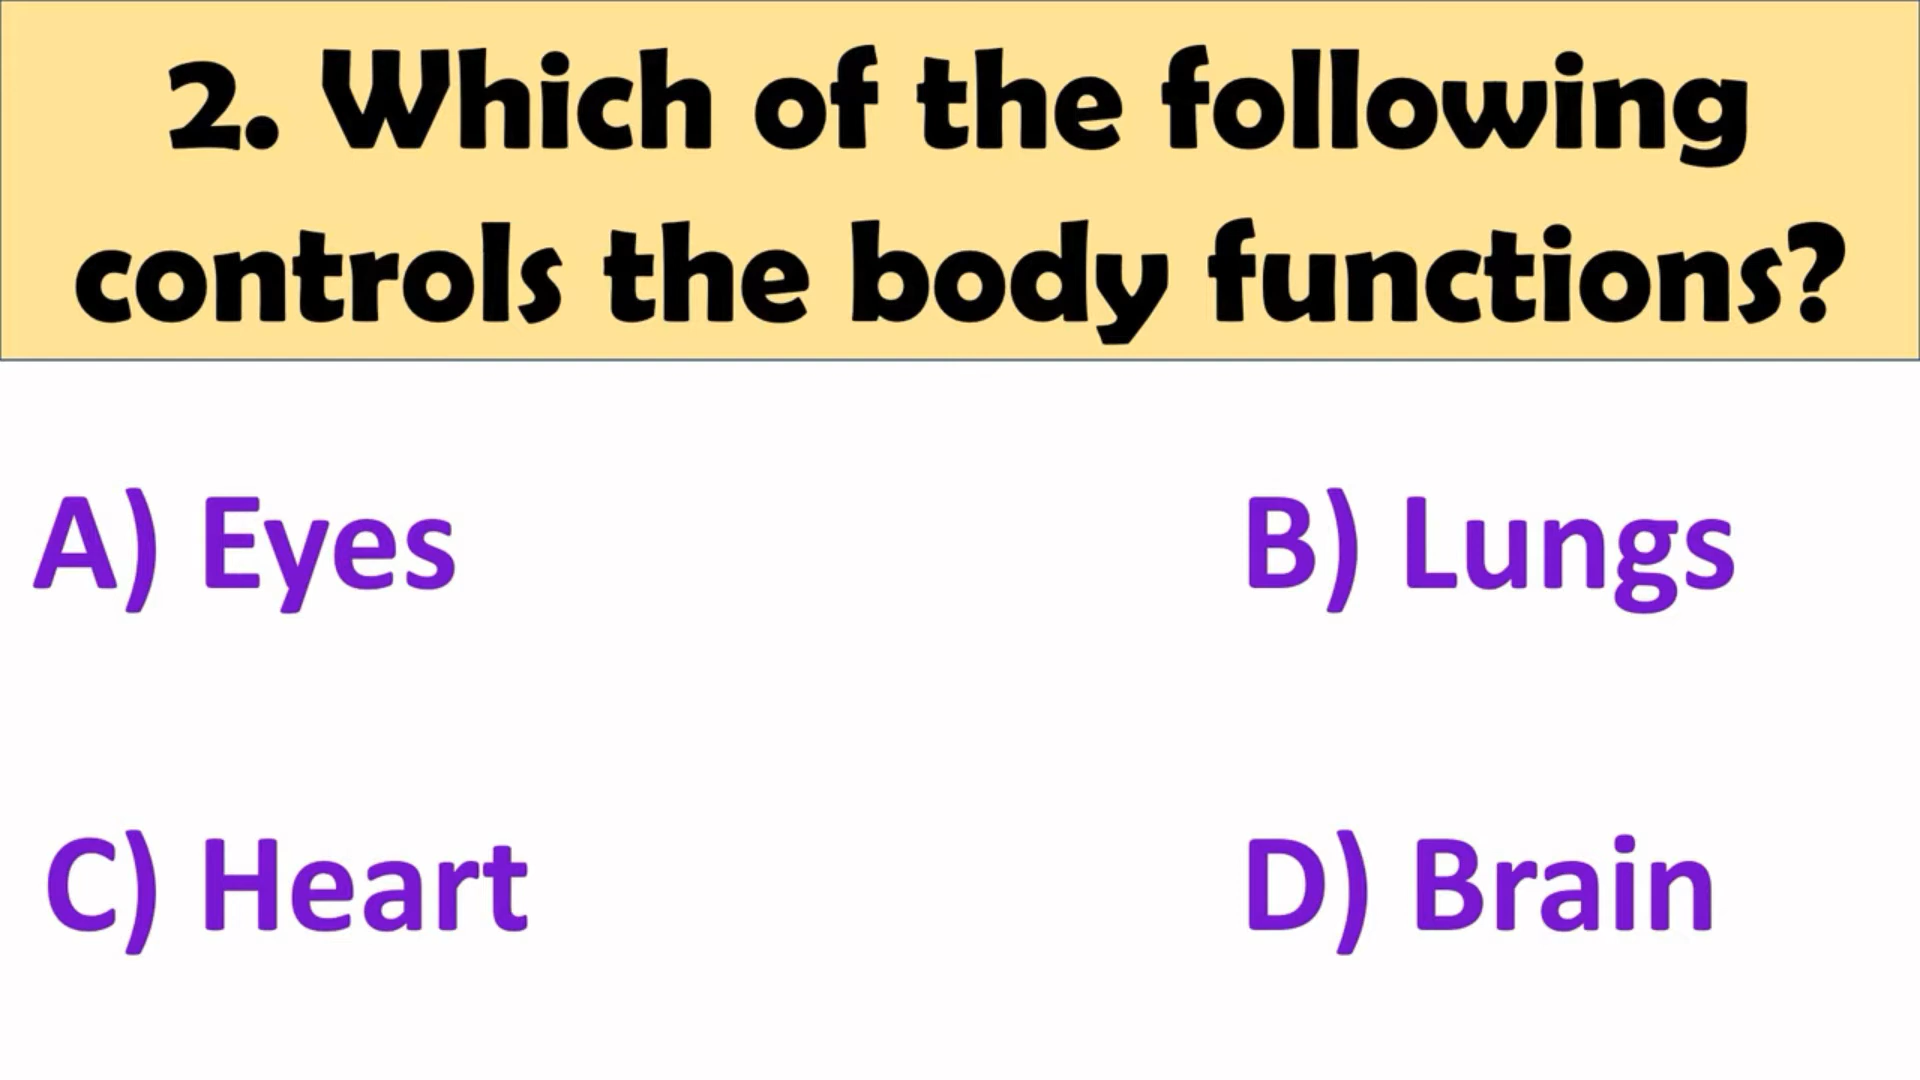 2. Which of the following
controls the body functions?
A) Eyes
B) Lungs
C) Heart
D) Brain